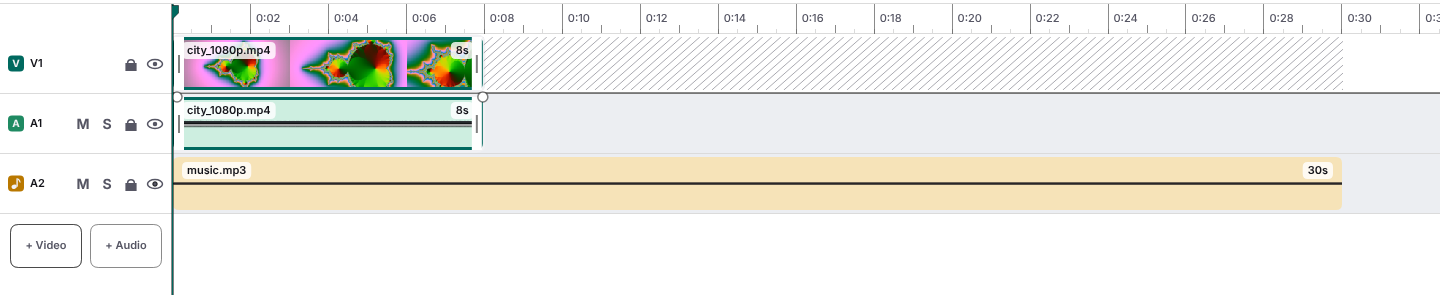 0:02 0:04 0:06 0:08 0:10 0:12 0:14 0:16 0:18 0:20 0:22 0:24 0:26 0:28 0:30
V V1 city_1080p.mp4 8s
A A1 M S city_1080p.mp4 8s
A2 M S music.mp3 30s
+ Video + Audio